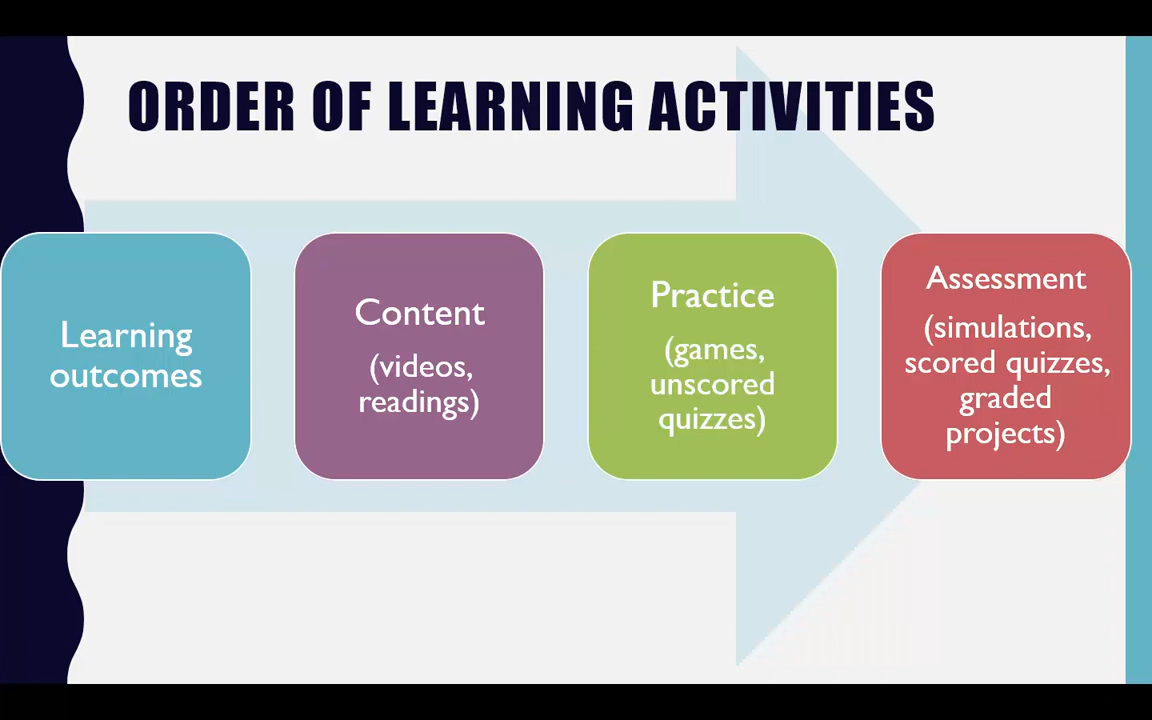 ORDER OF LEARNING ACTIVITIES
Learning
outcomes
Content
(videos,
readings)
Practice
(games,
unscored
quizzes)
Assessment
(simulations,
scored quizzes,
graded
projects)